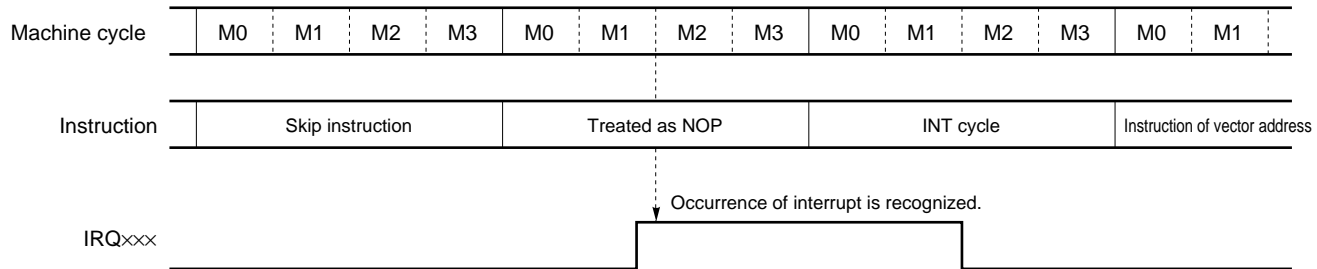 Machine cycle M0 M1 M2 M3 M0 M1 M2 M3 M0 M1 M2 M3 M0 M1
Instruction Skip instruction Treated as NOP INT cycle Instruction of vector address
Occurrence of interrupt is recognized.
IRQ×××